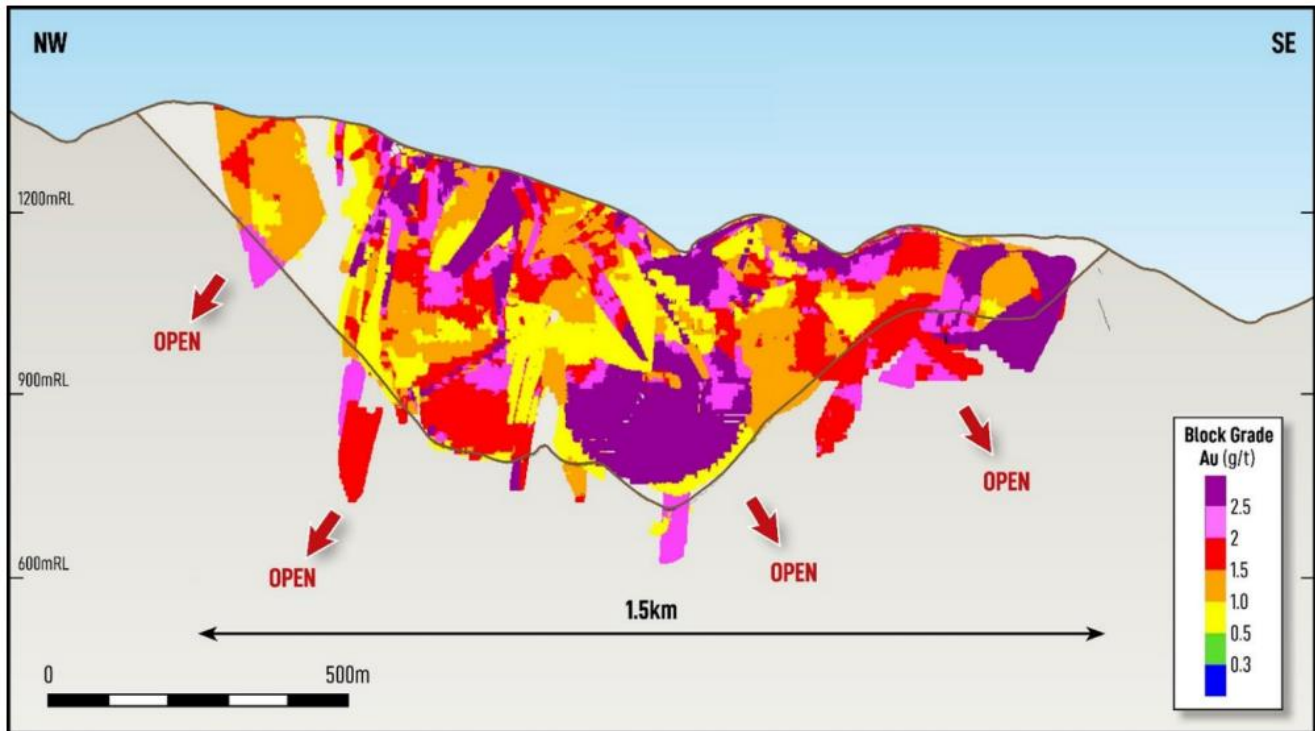 NW
SE
1200mRL
900mRL
600mRL
OPEN
OPEN
OPEN
OPEN
1.5km
0
500m
Block Grade
Au (g/t)
2.5
2
1.5
1.0
0.5
0.3